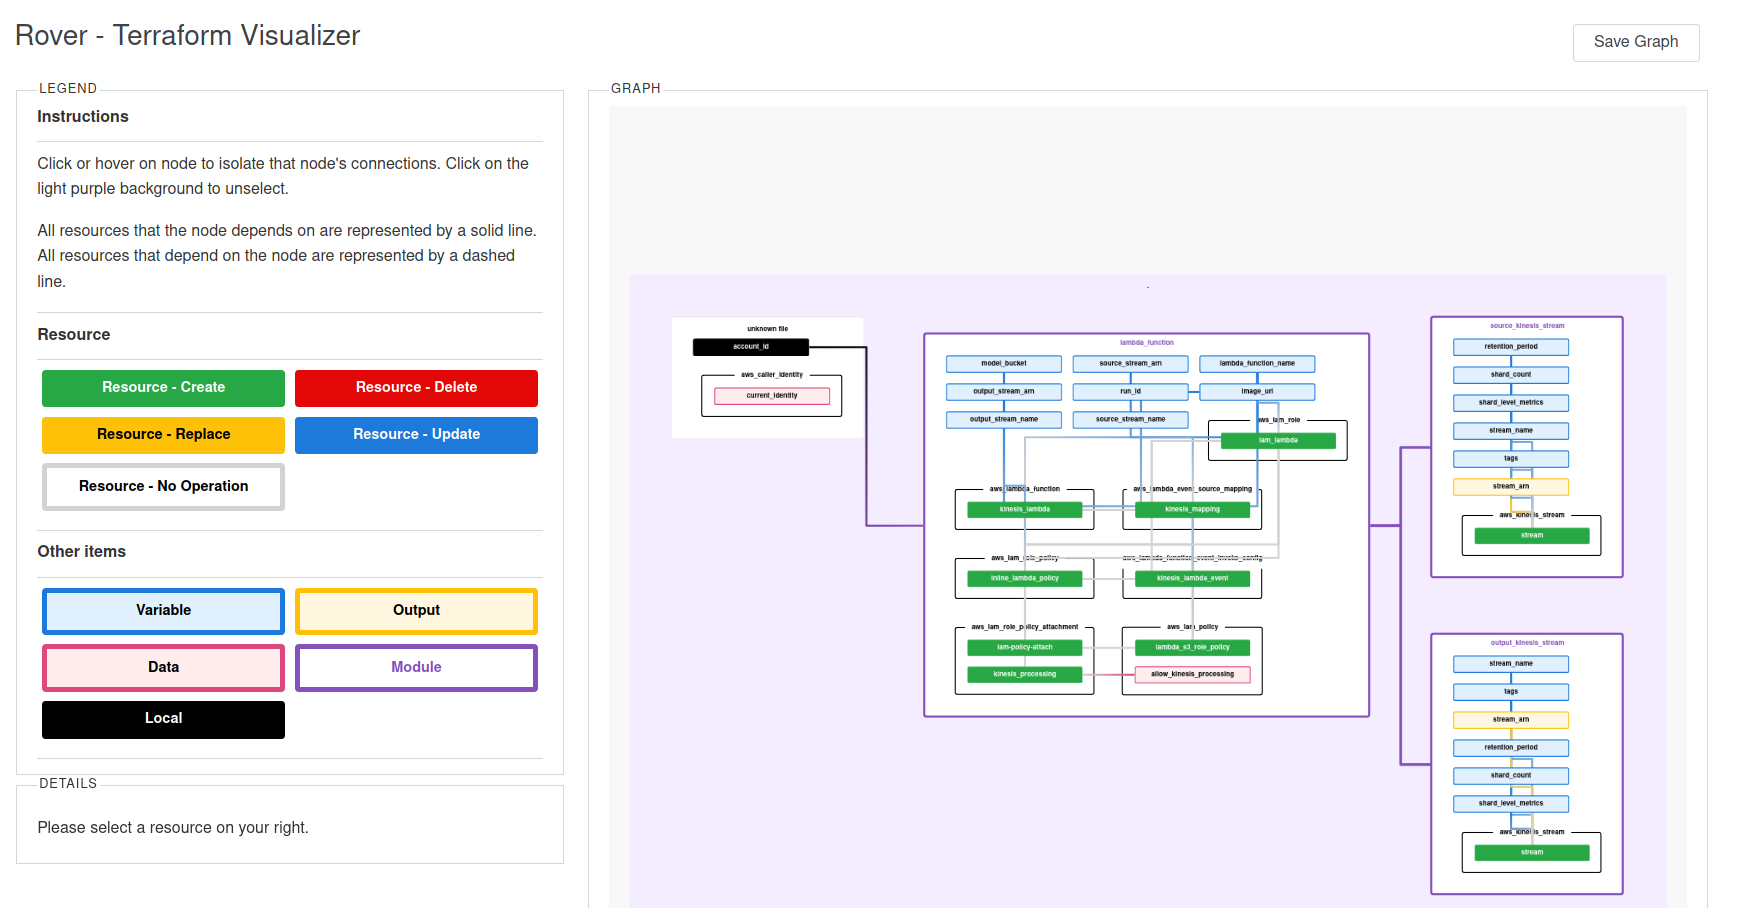 Rover - Terraform Visualizer
Save Graph
LEGEND
Instructions
Click or hover on node to isolate that node's connections. Click on the
light purple background to unselect.
All resources that the node depends on are represented by a solid line.
All resources that depend on the node are represented by a dashed
line.
Resource
Resource - Create
Resource - Delete
Resource - Replace
Resource - Update
Resource - No Operation
Other items
Variable
Output
Data
Module
Local
DETAILS
Please select a resource on your right.
GRAPH
unknown file
account_id
aws_caller_identity
current_identity
lambda_function
model_bucket
source_stream_arn
lambda_function_name
output_stream_arn
run_id
image_uri
output_stream_name
source_stream_name
aws_iam_role
iam_lambda
aws_lambda_function
kinesis_lambda
aws_lambda_event_source_mapping
kinesis_mapping
aws_iam_role_policy
inline_lambda_policy
aws_lambda_function_event_invoke_config
kinesis_lambda_event
aws_iam_role_policy_attachment
iam-policy-attach
kinesis_processing
aws_iam_policy
lambda_s3_role_policy
allow_kinesis_processing
source_kinesis_stream
retention_period
shard_count
shard_level_metrics
stream_name
tags
stream_arn
aws_kinesis_stream
stream
output_kinesis_stream
stream_name
tags
stream_arn
retention_period
shard_count
shard_level_metrics
aws_kinesis_stream
stream